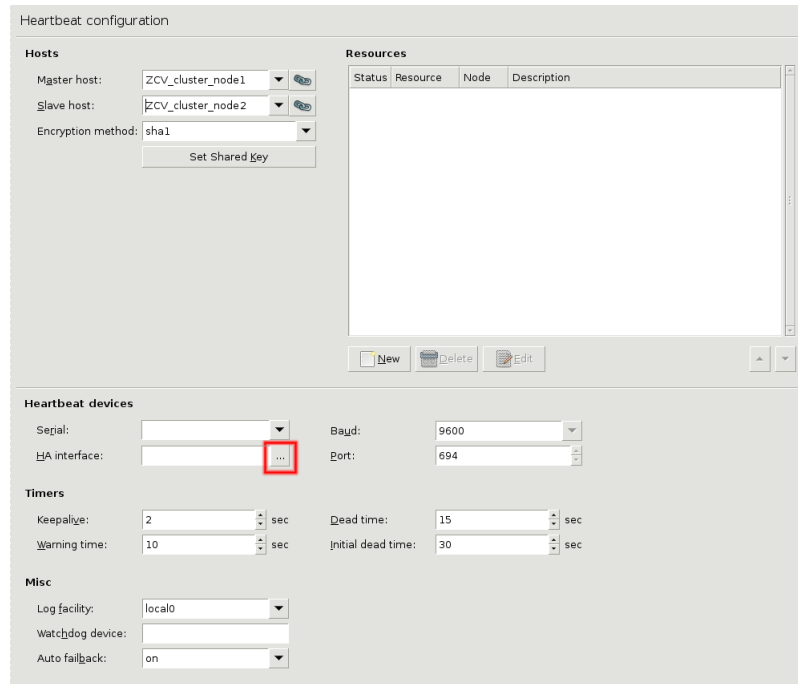 Heartbeat configuration
Hosts
Master host: ZCV_cluster_node1
Slave host: ZCV_cluster_node2
Encryption method: sha1
Set Shared Key
Resources
Status Resource Node Description
New Delete Edit
Heartbeat devices
Serial: Baud: 9600
HA interface: ... Port: 694
Timers
Keepalive: 2 sec Dead time: 15 sec
Warning time: 10 sec Initial dead time: 30 sec
Misc
Log facility: local0
Watchdog device:
Auto failback: on